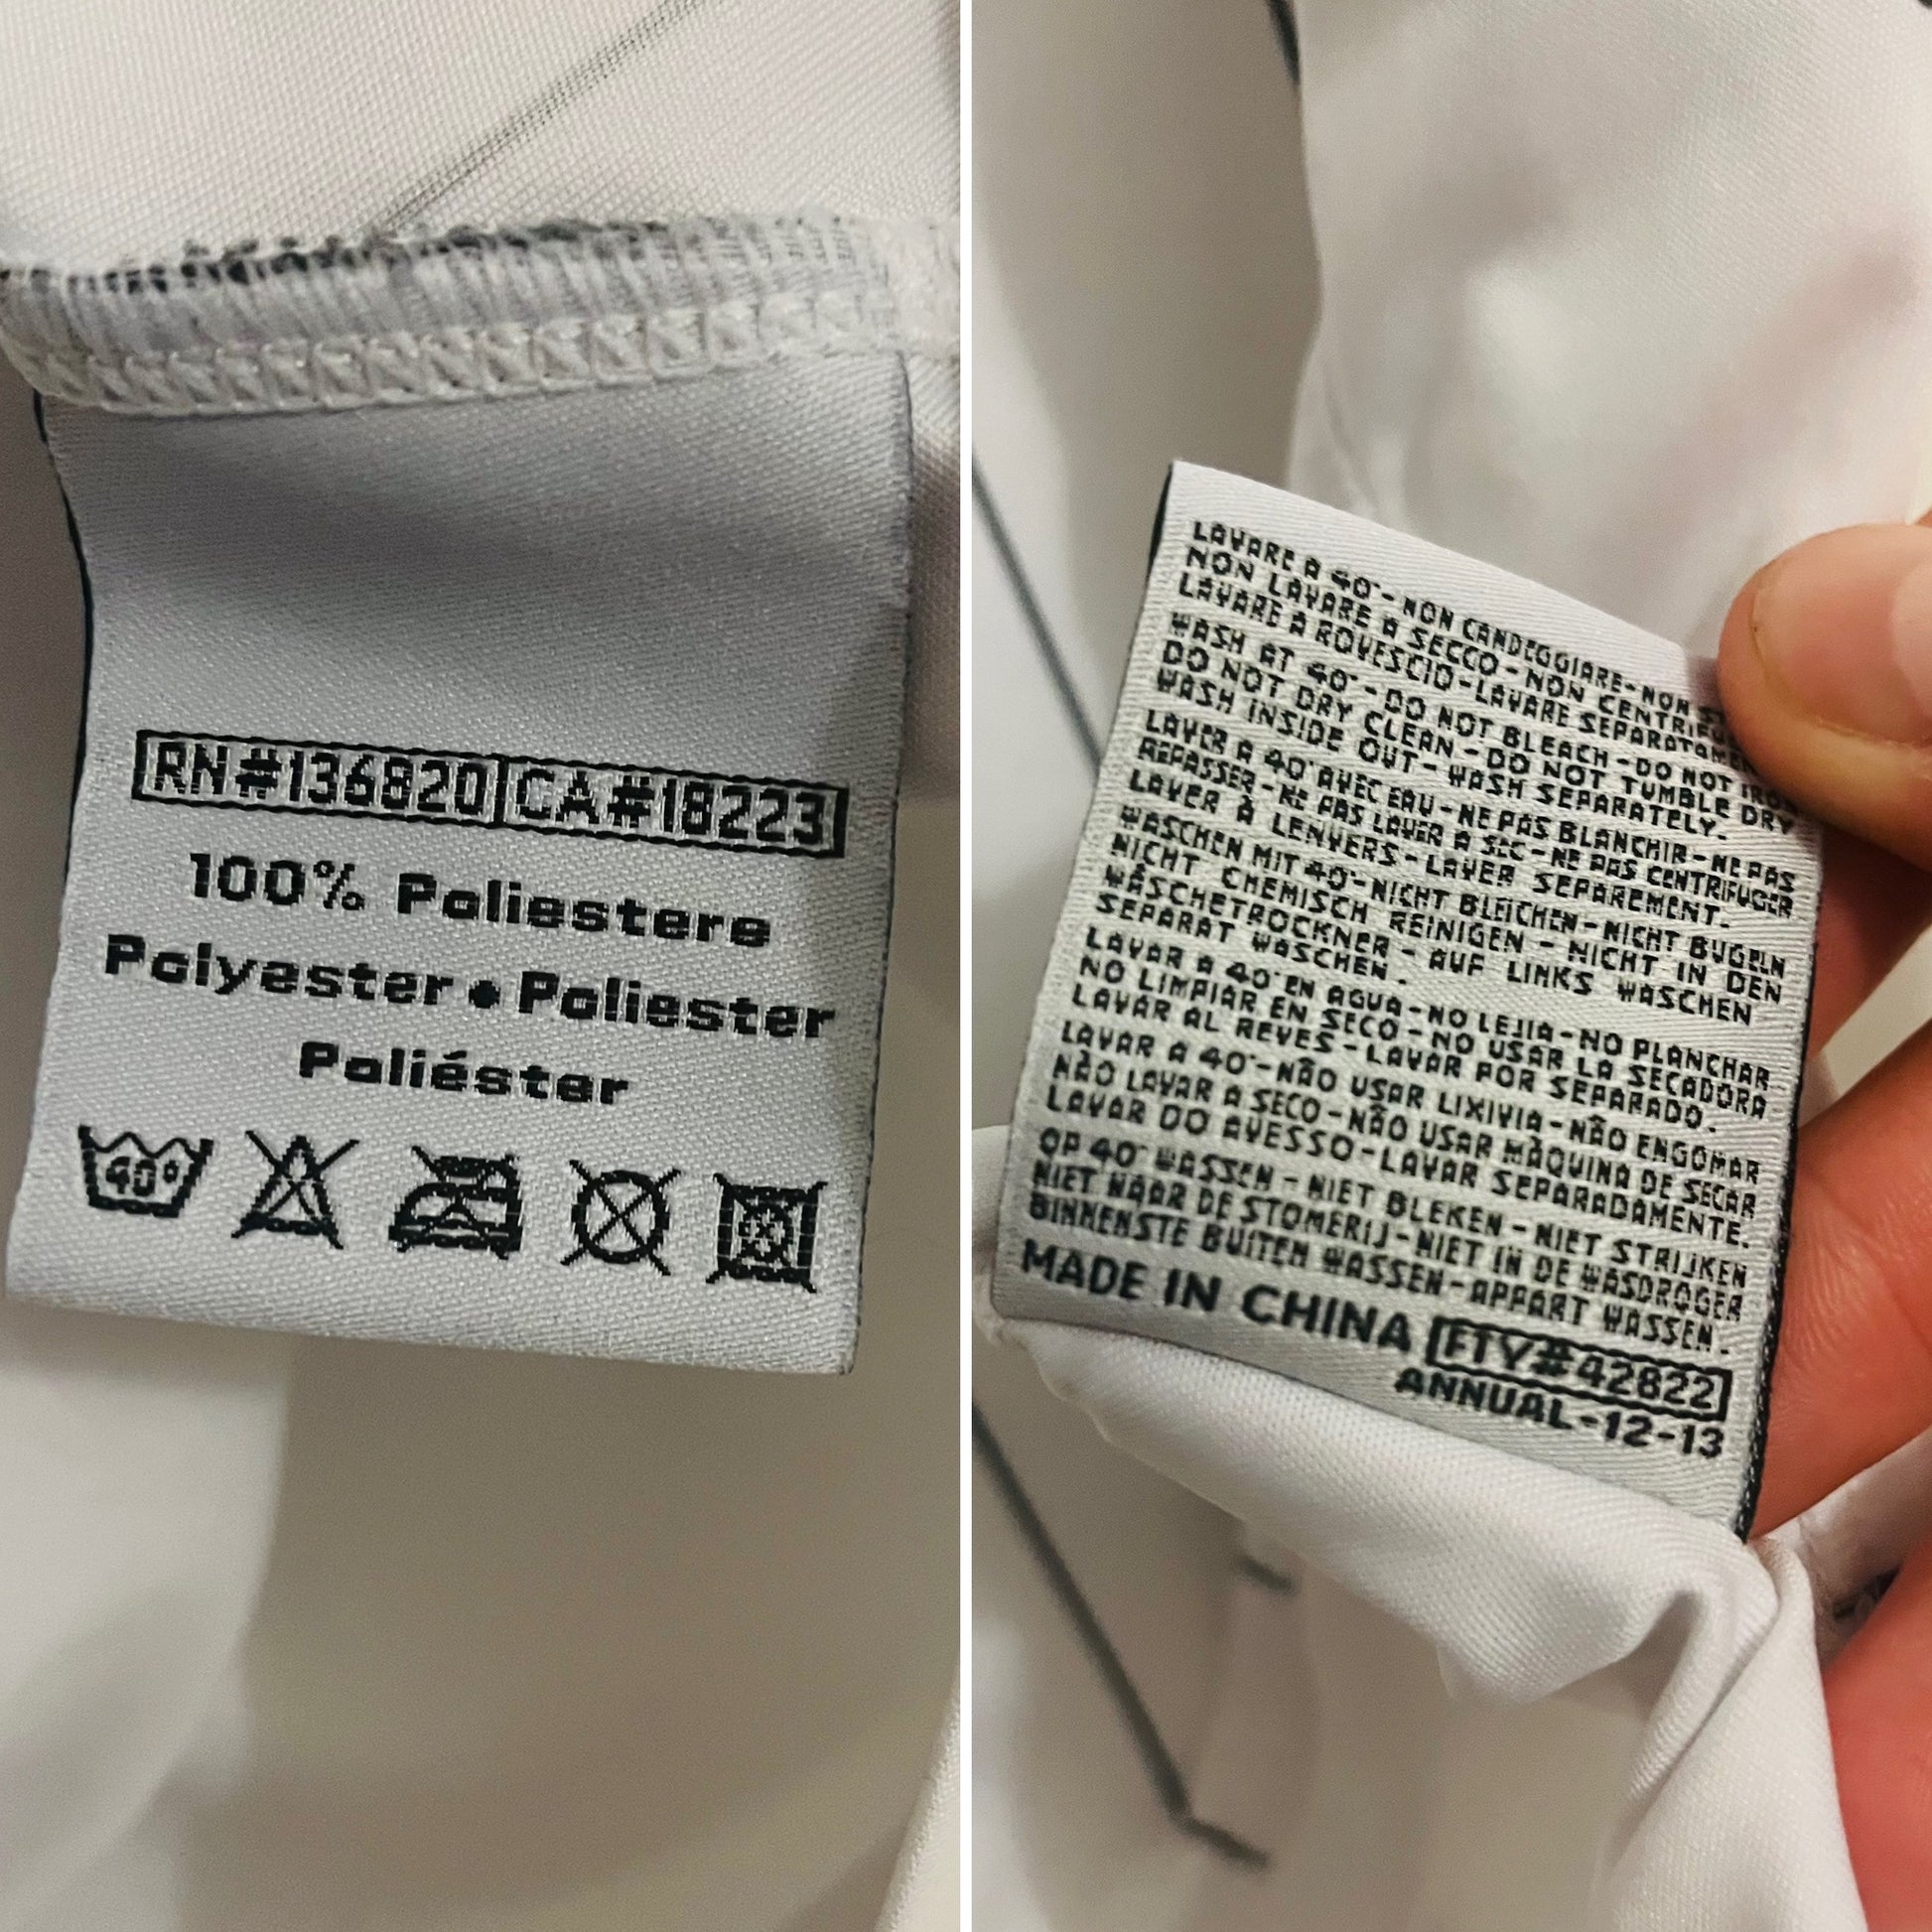 RN#136820 CA#18223
100% Poliestere
Polyester • Poliester
Poliéster
40°
LAVARE A 40°-NON CANDEGGIARE-NON
NON LAVARE A SECCO-NON
LAVARE A ROVESCIO-LAVARE
WASH AT 40°-DO NOT BLEACH-DO NOT IRON
DO NOT DRY CLEAN-DO NOT TUMBLE DRY
WASH INSIDE OUT-WASH SEPARATELY.
LAVER A 40°AVEC EAU-NE PAS BLANCHIR-NE PAS
REPASSER-NE PAS LAVER A SEC-NE PAS CENTRIFUGER
LAVER À LENVERS-LAVER SEPAREMENT.
WASCHEN MIT 40°-NICHT BLEICHEN-NICHT BUGELN
NICHT CHEMISCH REINIGEN-NICHT IN DEN
WÄSCHETROCKNER-AUF LINKS WASCHEN
SEPARAT WASCHEN.
LAVAR A 40°EN AGUA-NO LEJIA-NO PLANCHAR
NO LIMPIAR EN SECO-NO USAR LA SECADORA
LAVAR AL REVES-LAVAR POR SEPARADO.
LAVAR A 40°-NÃO USAR LIXIVIA-NÃO ENGOMAR
NÃO LAVAR A SECO-NÃO USAR MÀQUINA DE SECAR
LAVAR DO AVESSO-LAVAR SEPARADAMENTE.
OP 40° WASSEN-NIET BLEKEN-NIET STRIJKEN
NIET NAAR DE STOMERIJ-NIET IN DE WASDROGER
BINNENSTE BUITEN WASSEN-APPART WASSEN.
MADE IN CHINA FTY#42822
ANNUAL-12-13